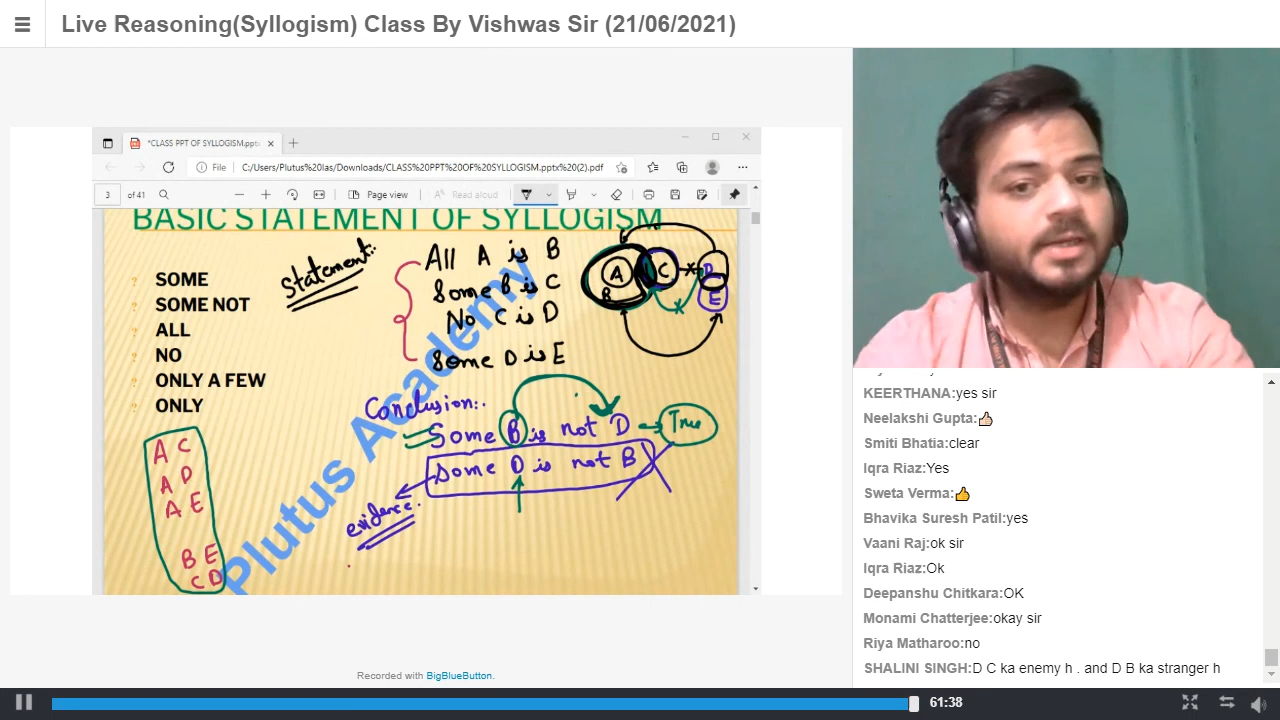 Live Reasoning(Syllogism) Class By Vishwas Sir (21/06/2021)
*CLASS PPT OF SYLLOGISM.pptx
File
C:/Users/Plutus%20Ias/Downloads/CLASS%20PPT%20OF%20SYLLOGISM.pptx%20(2).pdf
3 of 41
Page view
Read aloud
BASIC STATEMENT OF SYLLOGISM
SOME
SOME NOT
ALL
NO
ONLY A FEW
ONLY
Statement:
All A is B
Some B is C
No C is D
Some D is E
A
B
C
D
E
Conclusion:
Some B is not D
True
Some D is not B
evidence:
A C
A D
A E
B E
C D
Plutus Academy
Recorded with BigBlueButton.
KEERTHANA:yes sir
Neelakshi Gupta:👍
Smiti Bhatia:clear
Iqra Riaz:Yes
Sweta Verma:👍
Bhavika Suresh Patil:yes
Vaani Raj:ok sir
Iqra Riaz:Ok
Deepanshu Chitkara:OK
Monami Chatterjee:okay sir
Riya Matharoo:no
SHALINI SINGH:D C ka enemy h . and D B ka stranger h
61:38